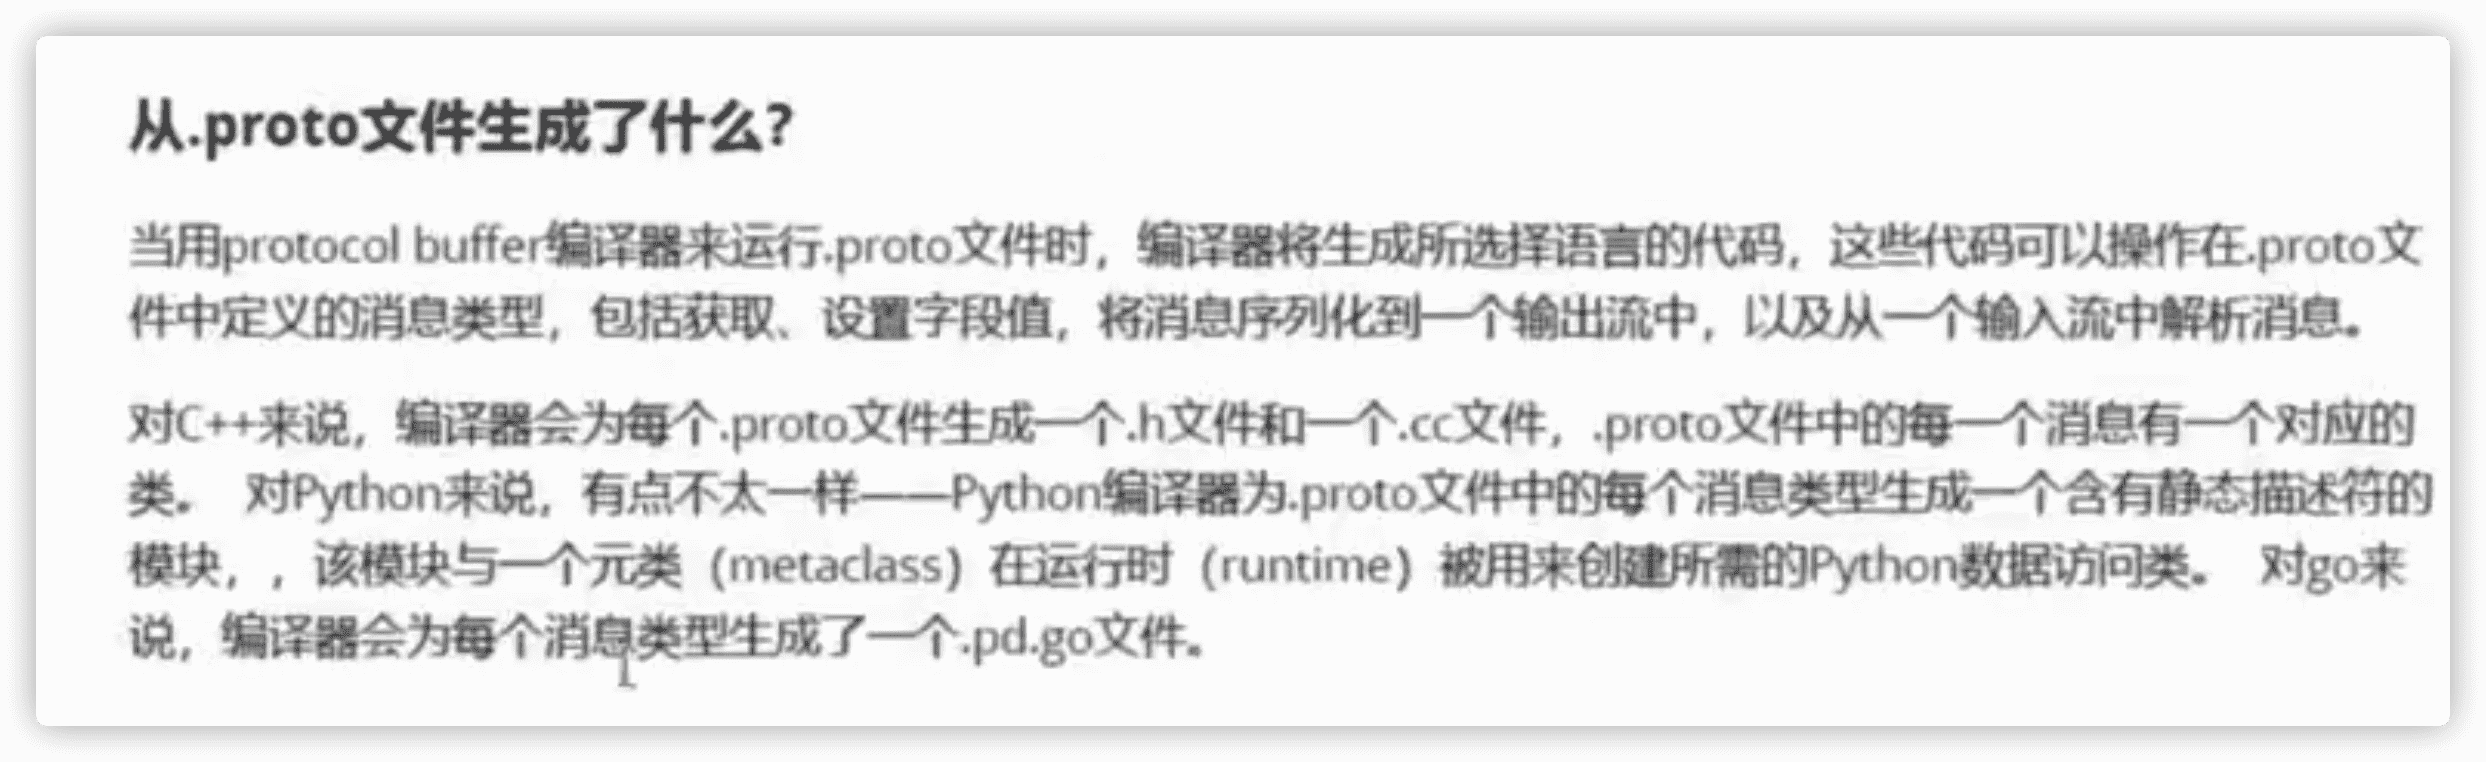 从.proto文件生成了什么?
当用protocol buffer编译器来运行.proto文件时，编译器将生成所选择语言的代码，这些代码可以操作在.proto文
件中定义的消息类型，包括获取、设置字段值，将消息序列化到一个输出流中，以及从一个输入流中解析消息。
对C++来说，编译器会为每个.proto文件生成一个.h文件和一个.cc文件，.proto文件中的每一个消息有一个对应的
类。 对Python来说，有点不太一样——Python编译器为.proto文件中的每个消息类型生成一个含有静态描述符的
模块，，该模块与一个元类（metaclass）在运行时（runtime）被用来创建所需的Python数据访问类。 对go来
说，编译器会为每个消息类型生成了一个.pd.go文件。